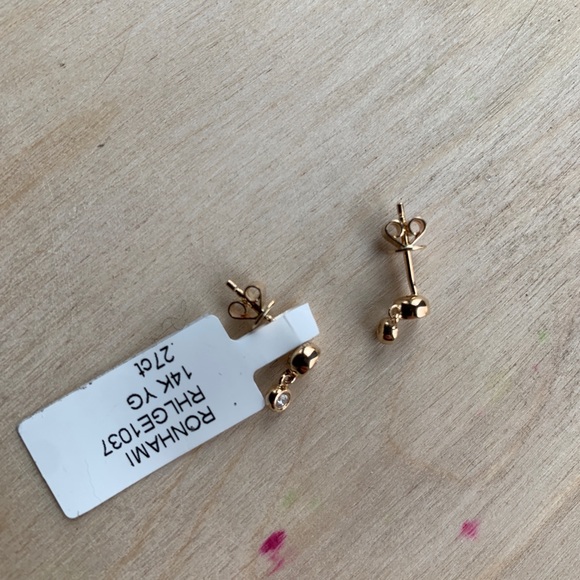 RONHAMI
RHLGE1037
14K YG
.27ct